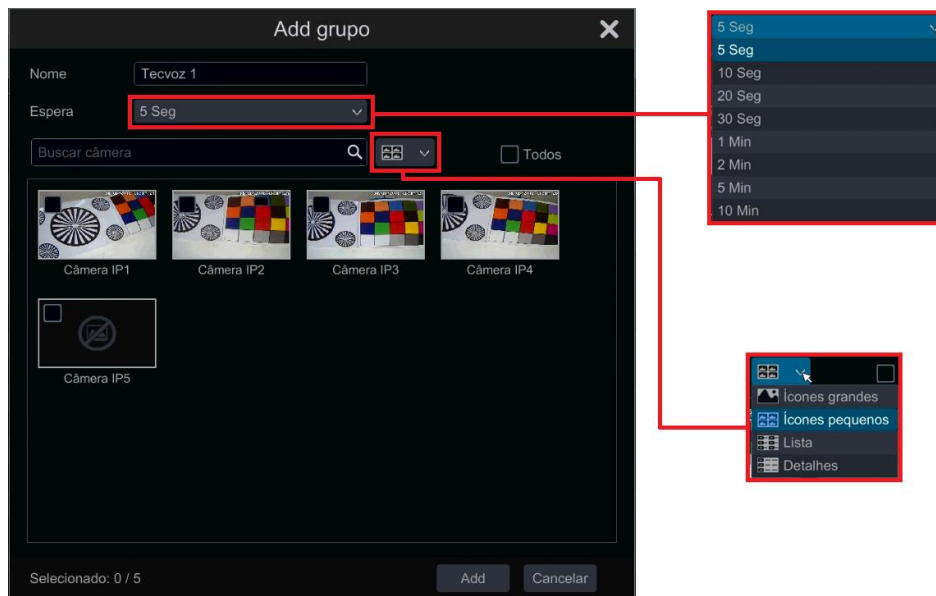 Add grupo
Nome Tecvoz 1
Espera 5 Seg
Buscar câmera Todos
Câmera IP1 Câmera IP2 Câmera IP3 Câmera IP4
Câmera IP5
Selecionado: 0 / 5 Add Cancelar
5 Seg
5 Seg
10 Seg
20 Seg
30 Seg
1 Min
2 Min
5 Min
10 Min
Ícones grandes
Ícones pequenos
Lista
Detalhes